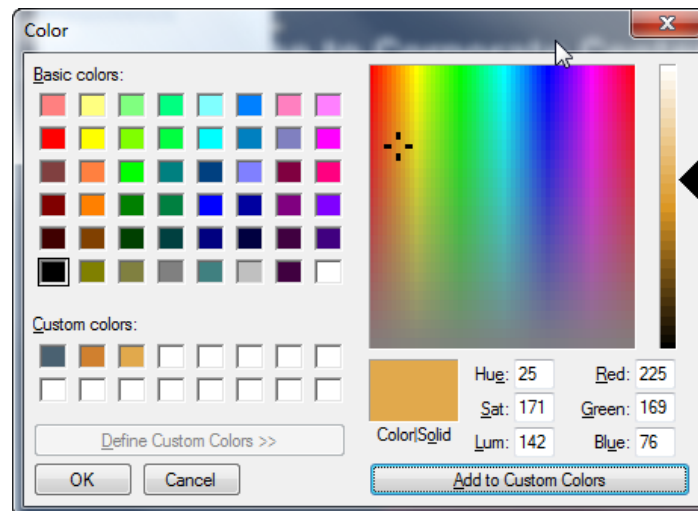 Color
Basic colors:
Custom colors:
Define Custom Colors >>
OK
Cancel
Color|Solid
Hue: 25
Sat: 171
Lum: 142
Red: 225
Green: 169
Blue: 76
Add to Custom Colors